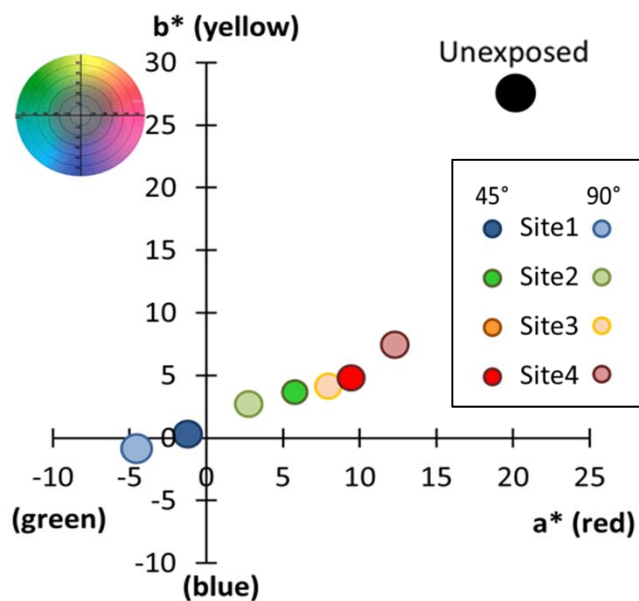 b* (yellow)
Unexposed
30
25
20
15
10
5
0
-5
-10
-10 -5 0 5 10 15 20 25
(green)
a* (red)
(blue)
45° 90°
Site1
Site2
Site3
Site4